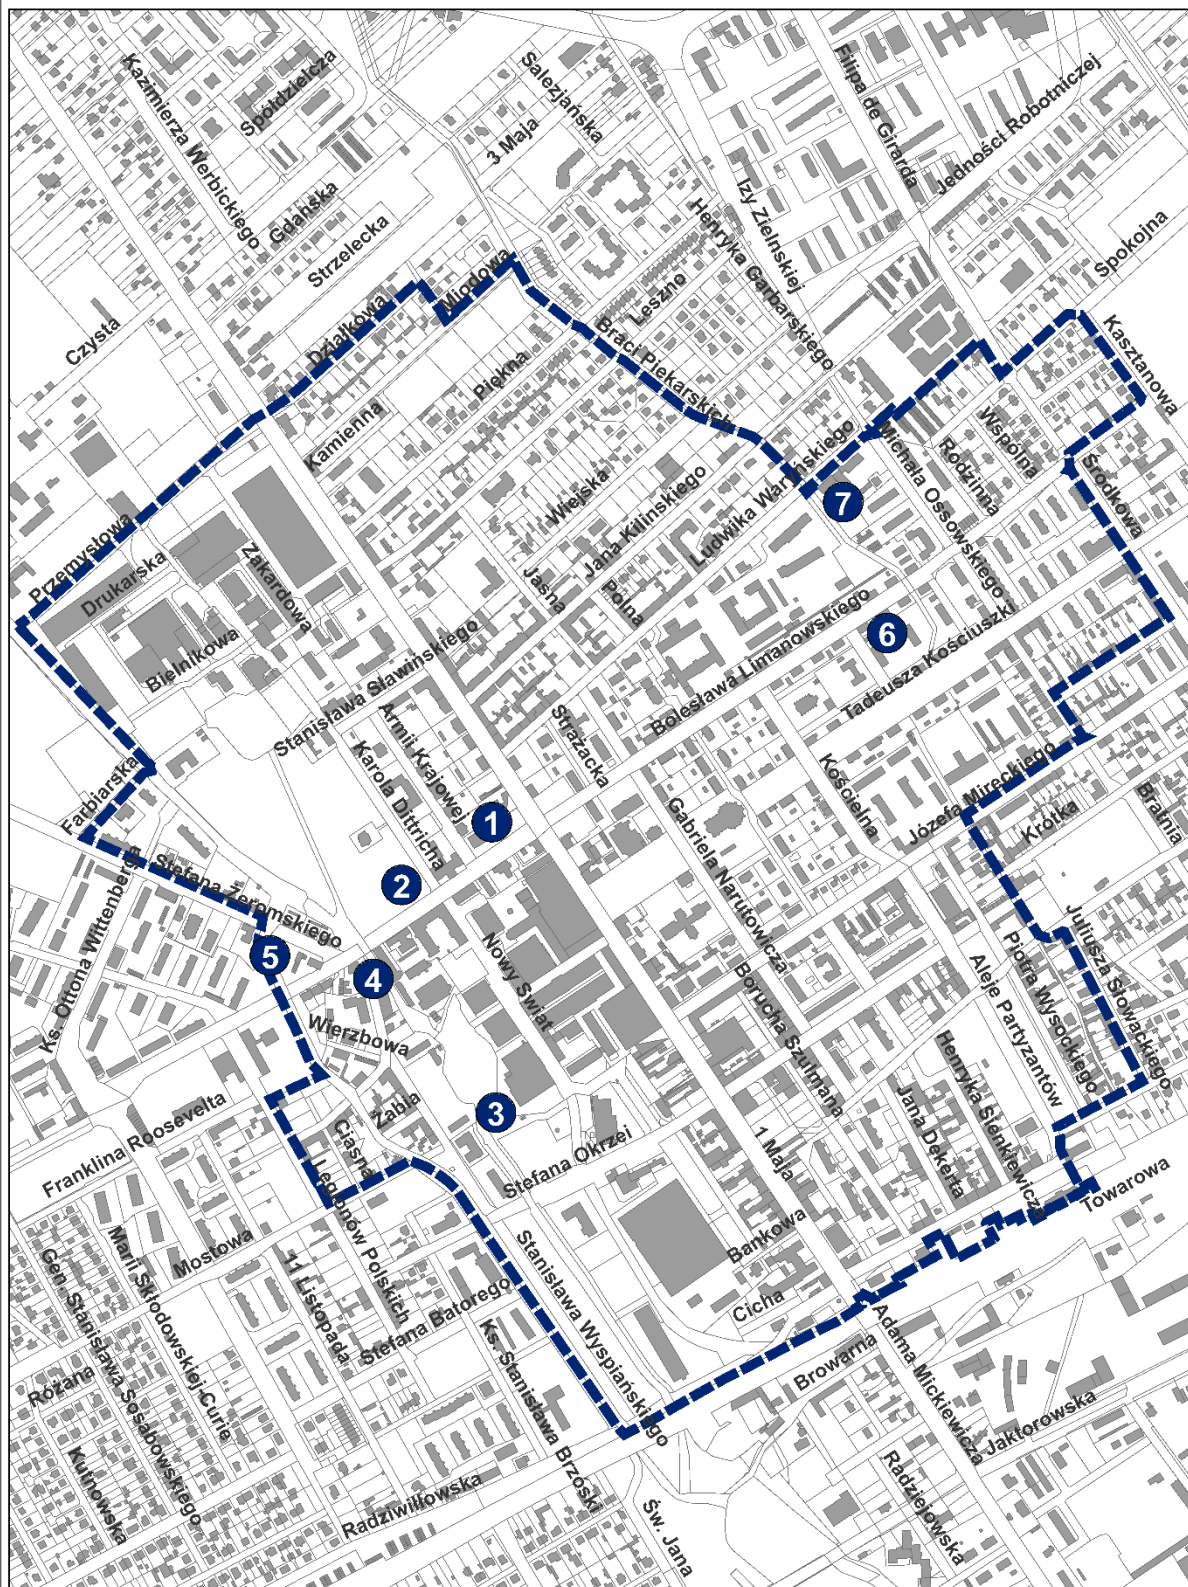 Kazimierza Werbickiego
Spółdzielcza
Salezjańska
3 Maja
Filipa de Girarda
Jedności Robotniczej
Izy Zielnskiej
Henryka Garbarskiego
Gdańska
Strzelecka
Spokojna
Miodowa
Działkowa
Leszno
Braci Piekarskich
Kasztanowa
Czysta
Piękna
Kamienna
Wspólna
Rodzinna
Michała Ossowskiego
Środkowa
Ludwika Waryńskiego
7
Wiejska
Jana Kilinskiego
Jasna
Polna
Przemysłowa
Drukarska
Żakardowa
Bielnikowa
Stanisława Sławińskiego
Bolesława Limanowskiego
6
Tadeusza Kościuszki
Armii Krajowej
Karola Dittricha
Strażacka
Farbiarska
Józefa Mireckiego
Kościelna
Krótka
Bratnia
1
Gabriela Narutowicza
2
Stefana Żeromskiego
Ks. Ottona Wittenberga
5
4
Nowy Świat
Wierzbowa
Borucha Szulmana
Aleje Partyzantów
Piotra Wysockiego
Juliusza Słowackiego
Henryka Sienkiewicza
Jana Dekerta
3
Żabia
Ciasna
Franklina Roosevelta
Stefana Okrzei
1 Maja
Towarowa
Legionów Polskich
Mostowa
11 Listopada
Marii Skłodowskiej Curie
Gen. Stanisława Sosabowskiego
Bankowa
Cicha
Stanisława Wyspiańskiego
Stefana Batorego
Ks. Stanisława Brzóski
Różana
Kutnowska
Browarna
Adama Mickiewicza
Jaktorowska
Radziwiłłowska
Radziejowska
Św. Jana